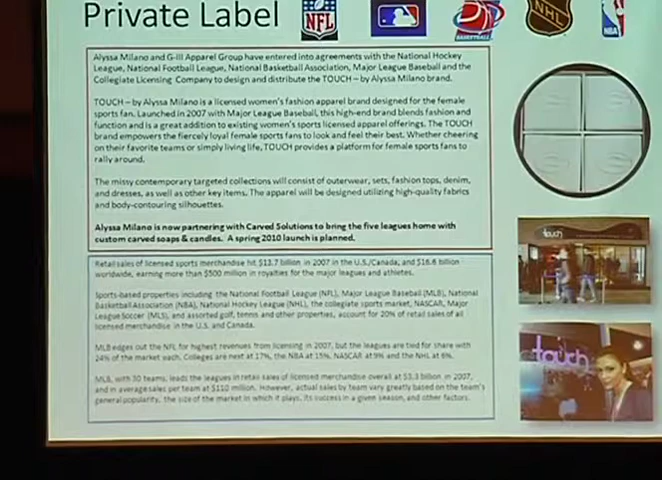 Private Label
NFL
BASKETBALL
NHL
NBA
Alyssa Milano and G-III Apparel Group have entered into agreements with the National Hockey
League, National Football League, National Basketball Association, Major League Baseball and the
Collegiate Licensing Company to design and distribute the TOUCH – by Alyssa Milano brand.
TOUCH – by Alyssa Milano is a licensed women's fashion apparel brand designed for the female
sports fan. Launched in 2007 with Major League Baseball, this high-end brand blends fashion and
function and is a great addition to existing women's sports licensed apparel offerings. The TOUCH
brand empowers the fiercely loyal female sports fans to look and feel their best. Whether cheering
on their favorite teams or simply living life, TOUCH provides a platform for female sports fans to
rally around.
The missy contemporary targeted collections will consist of outerwear, sets, fashion tops, denim,
and dresses, as well as other key items. The apparel will be designed utilizing high-quality fabrics
and body-contouring silhouettes.
Alyssa Milano is now partnering with Carved Solutions to bring the five leagues home with
custom carved soaps & candles. A spring 2010 launch is planned.
Retail sales of licensed sports merchandise hit $13.7 billion in 2007 in the U.S./Canada, and $16.6 billion
worldwide, earning more than $500 million in royalties for the major leagues and athletes.
Sports-based properties including the National Football League (NFL), Major League Baseball (MLB), National
Basketball Association (NBA), National Hockey League (NHL), the collegiate sports market, NASCAR, Major
League Soccer (MLS), and assorted golf, tennis and other properties, account for 20% of retail sales of all
licensed merchandise in the U.S. and Canada.
MLB edges out the NFL for highest revenues from licensing in 2007, but the leagues are tied for share with
24% of the market each. Colleges are next at 17%, the NBA at 15%, NASCAR at 9% and the NHL at 6%.
MLB, with 30 teams, leads the leagues in retail sales of licensed merchandise overall at $3.3 billion in 2007,
and in average sales per team at $110 million. However, actual sales by team vary greatly based on the team's
general popularity, the size of the market in which it plays, its success in a given season, and other factors.
touch
touch